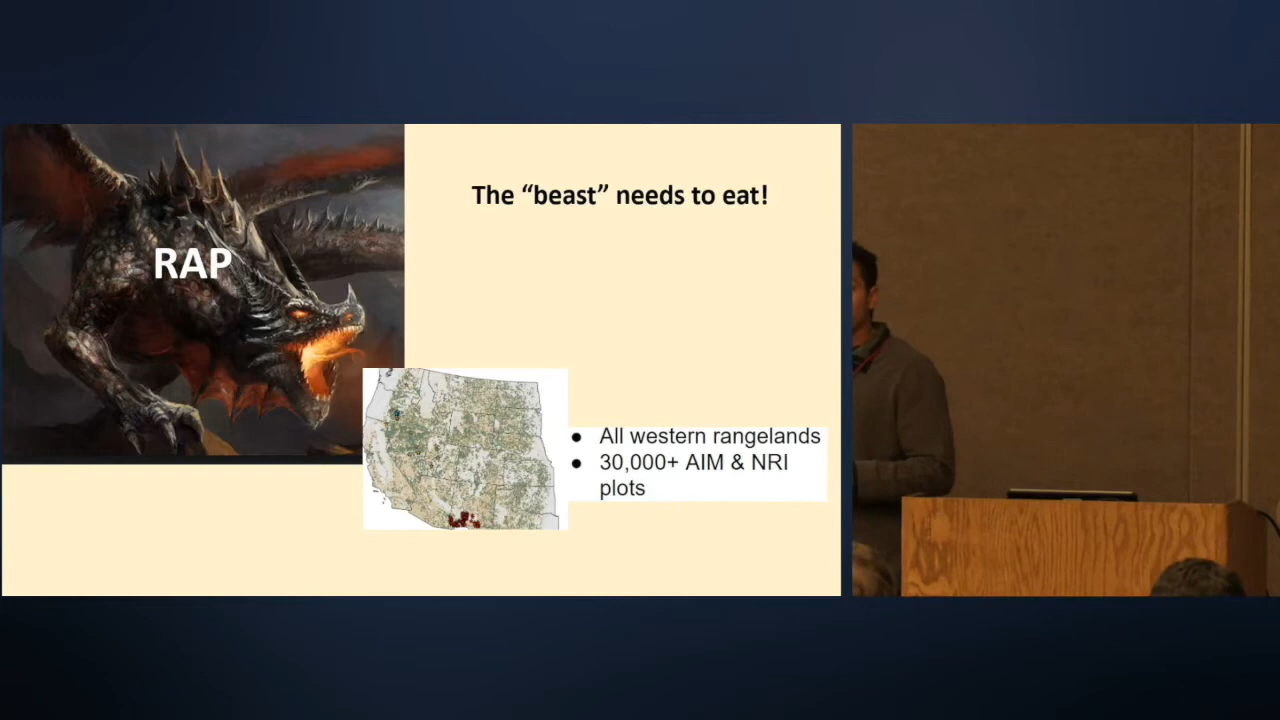 The “beast” needs to eat!
RAP
● All western rangelands
● 30,000+ AIM & NRI
plots